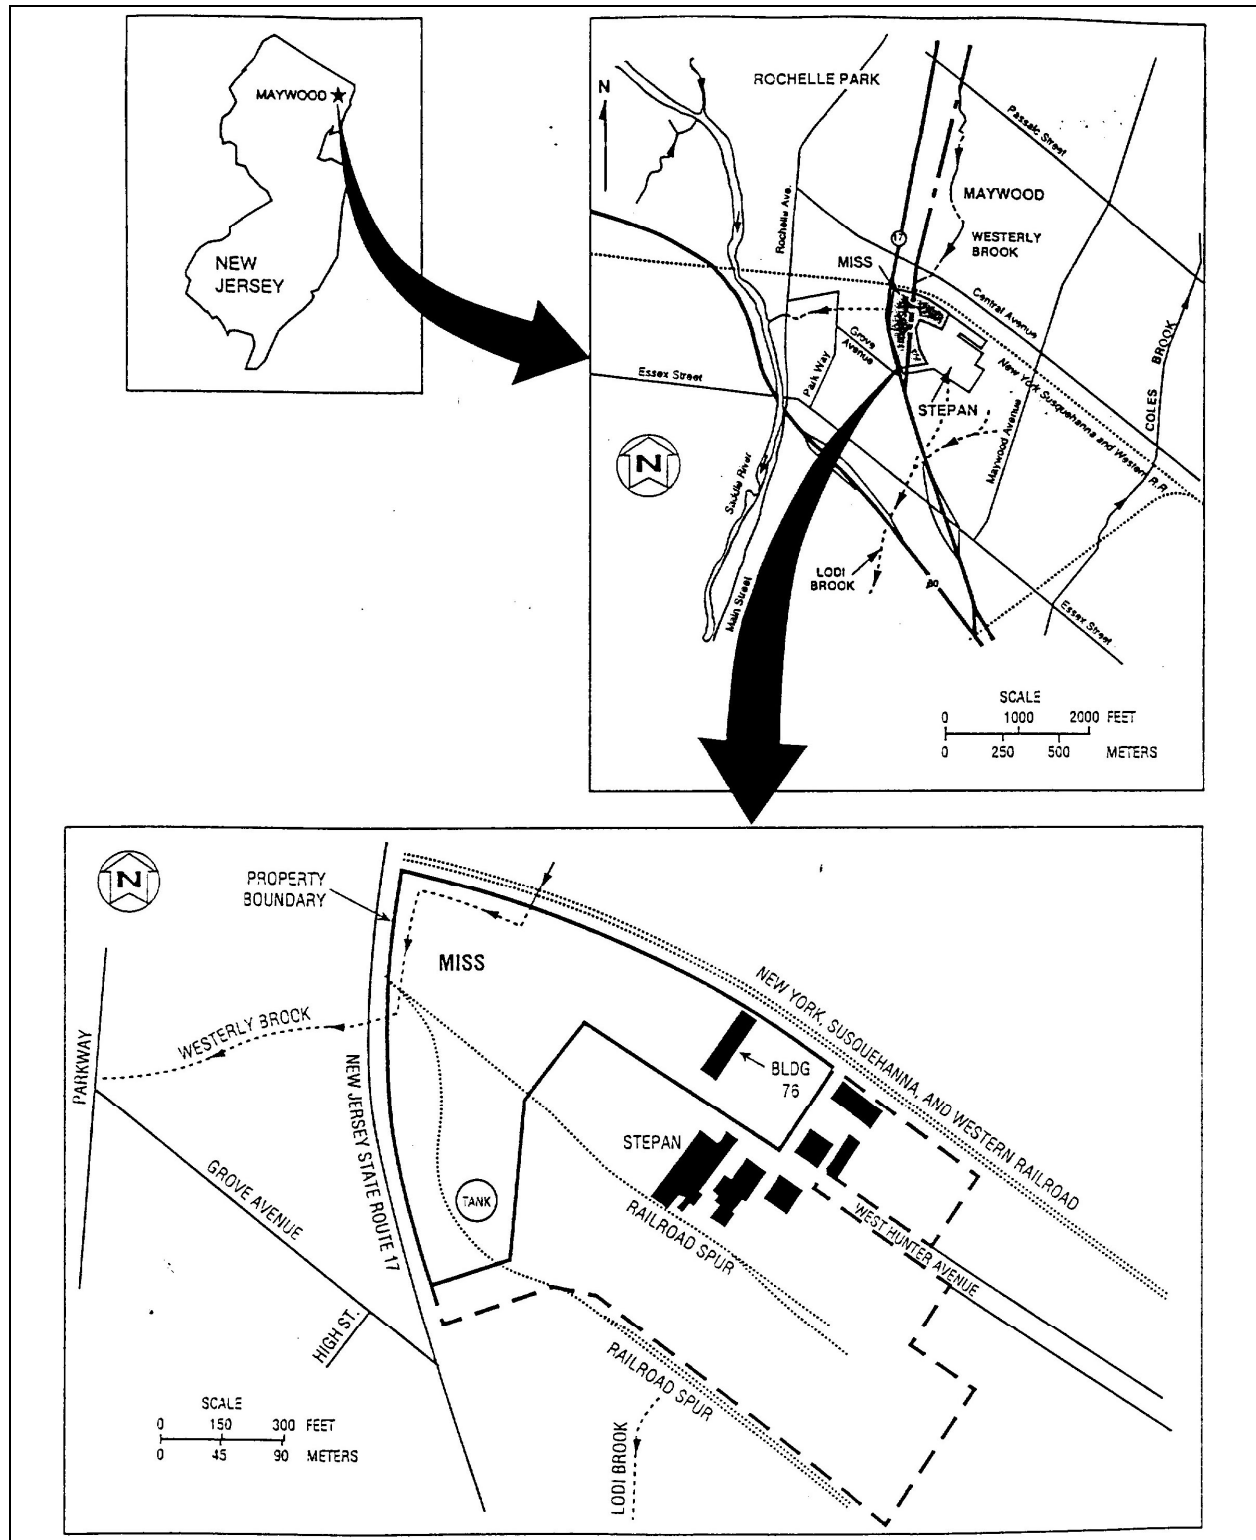 MAYWOOD
NEW
JERSEY
ROCHELLE PARK
N
Passaic Street
Rochelle Ave.
MAYWOOD
17
WESTERLY
BROOK
MISS
Central Avenue
Grove
Avenue
Park Way
Essex Street
STEPAN
New York Susquehanna and Western R.R.
COLES BROOK
Maywood Avenue
N
Saddle River
Main Street
LODI
BROOK
80
Essex Street
SCALE
0 1000 2000 FEET
0 250 500 METERS
N
PROPERTY
BOUNDARY
MISS
NEW YORK, SUSQUEHANNA, AND WESTERN RAILROAD
WESTERLY BROOK
PARKWAY
BLDG
76
NEW JERSEY STATE ROUTE 17
STEPAN
GROVE AVENUE
TANK
RAILROAD SPUR
WEST HUNTER AVENUE
HIGH ST.
RAILROAD SPUR
SCALE
0 150 300 FEET
0 45 90 METERS
LODI BROOK